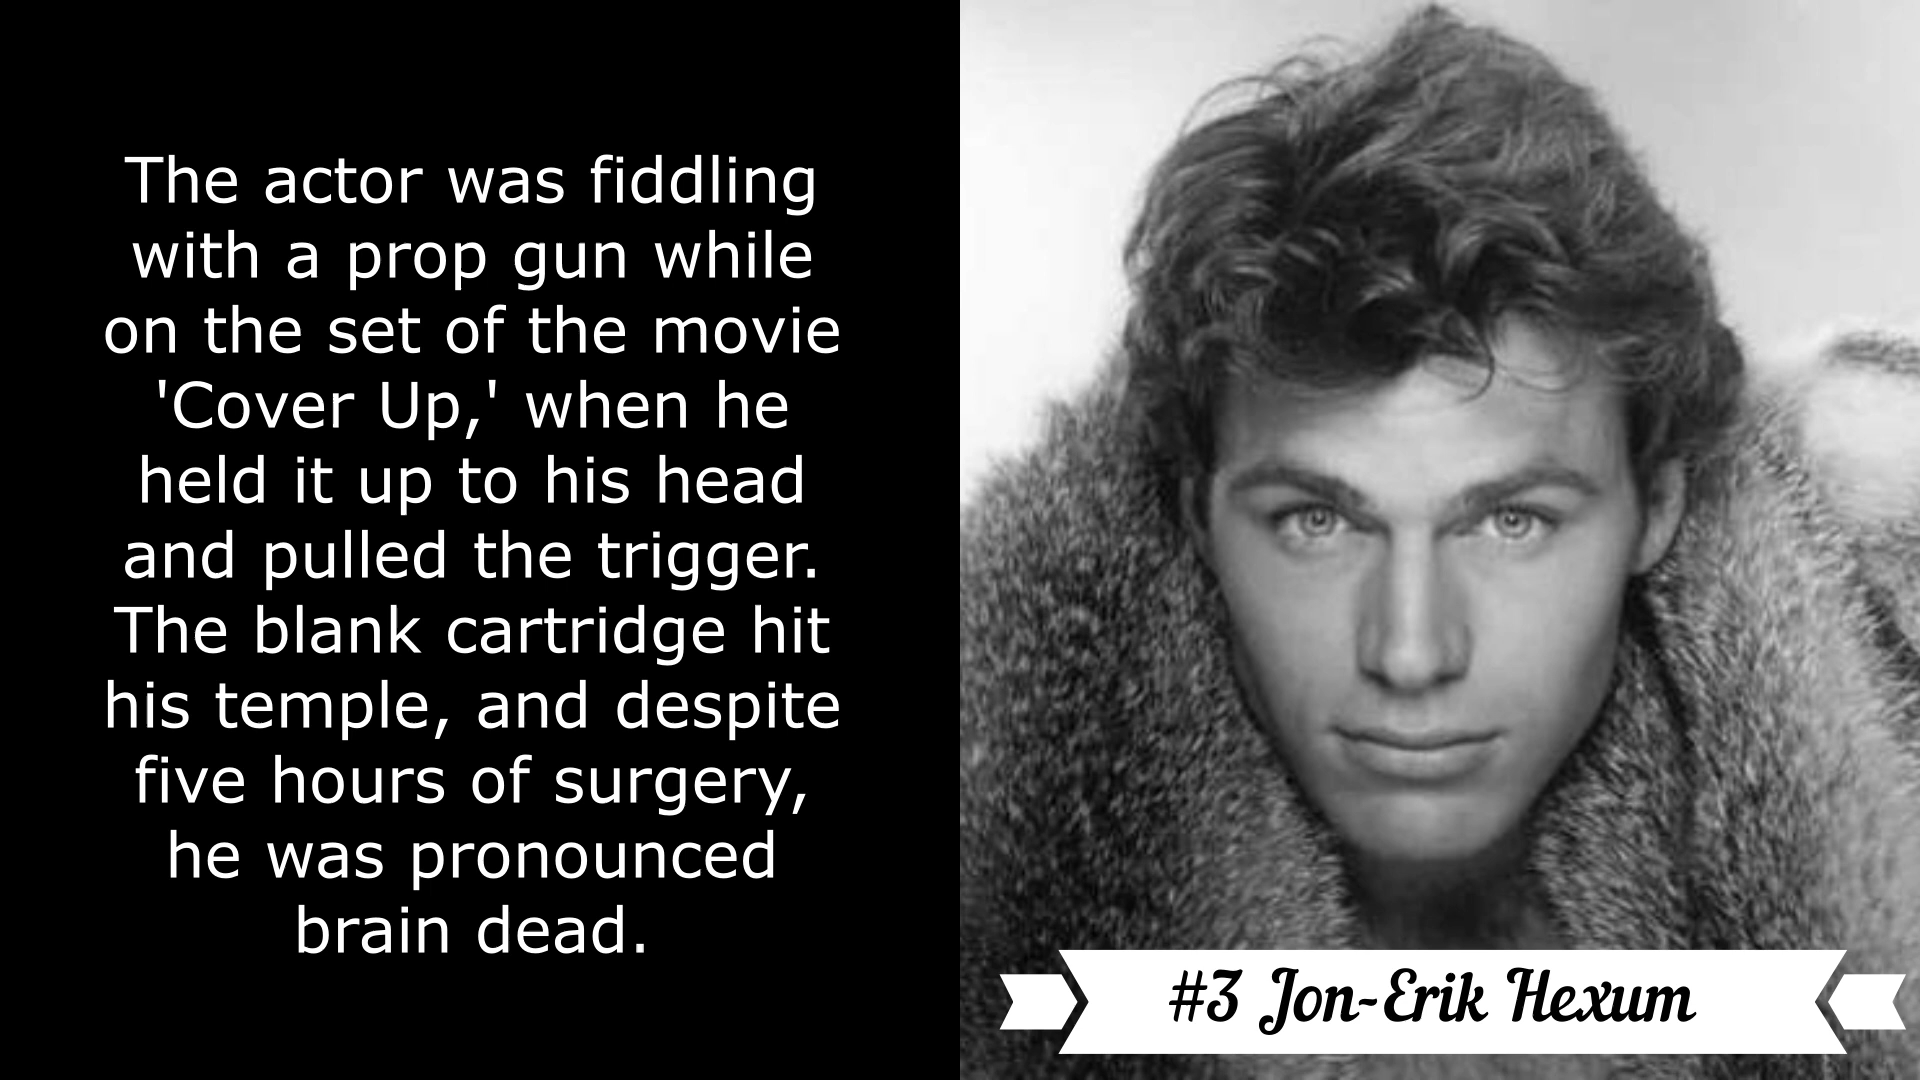 The actor was fiddling
with a prop gun while
on the set of the movie
'Cover Up,' when he
held it up to his head
and pulled the trigger.
The blank cartridge hit
his temple, and despite
five hours of surgery,
he was pronounced
brain dead.
#3 Jon-Erik Hexum